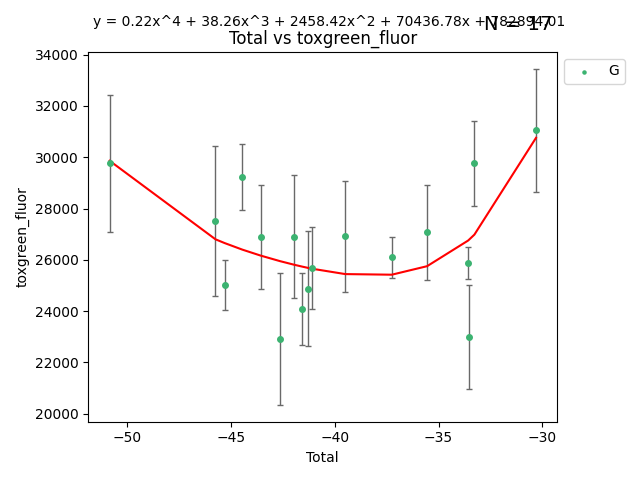 y = 0.22x^4 + 38.26x^3 + 2458.42x^2 + 70436.78x + 782894.01
N = 17
Total vs toxgreen_fluor
G
34000
32000
30000
28000
26000
24000
22000
20000
toxgreen_fluor
−50
−45
−40
−35
−30
Total